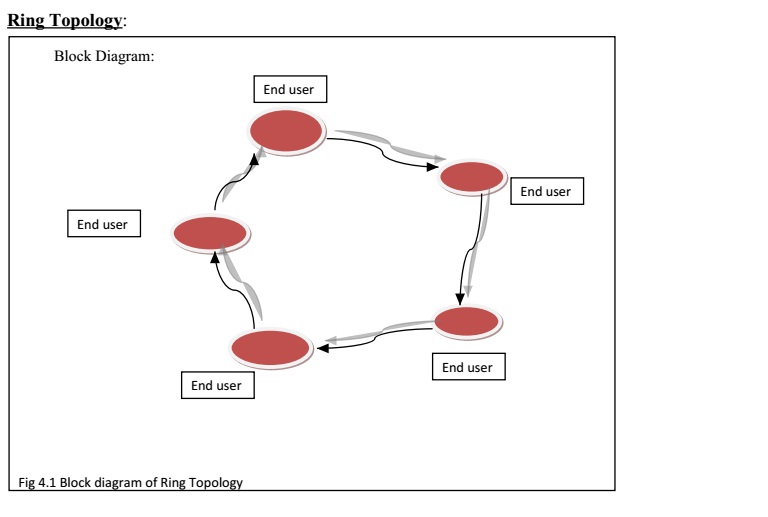 Ring Topology:
Block Diagram:
End user
End user
End user
End user
End user
Fig 4.1 Block diagram of Ring Topology